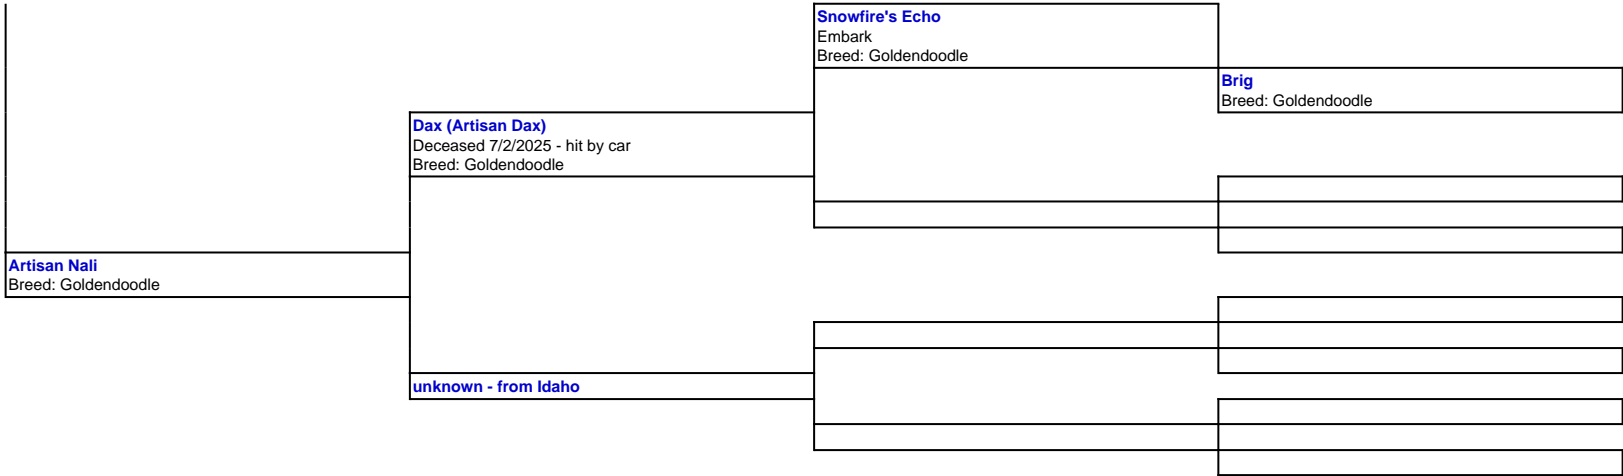 Snowfire's Echo
Embark
Breed: Goldendoodle
Brig
Breed: Goldendoodle
Dax (Artisan Dax)
Deceased 7/2/2025 - hit by car
Breed: Goldendoodle
Artisan Nali
Breed: Goldendoodle
unknown - from Idaho